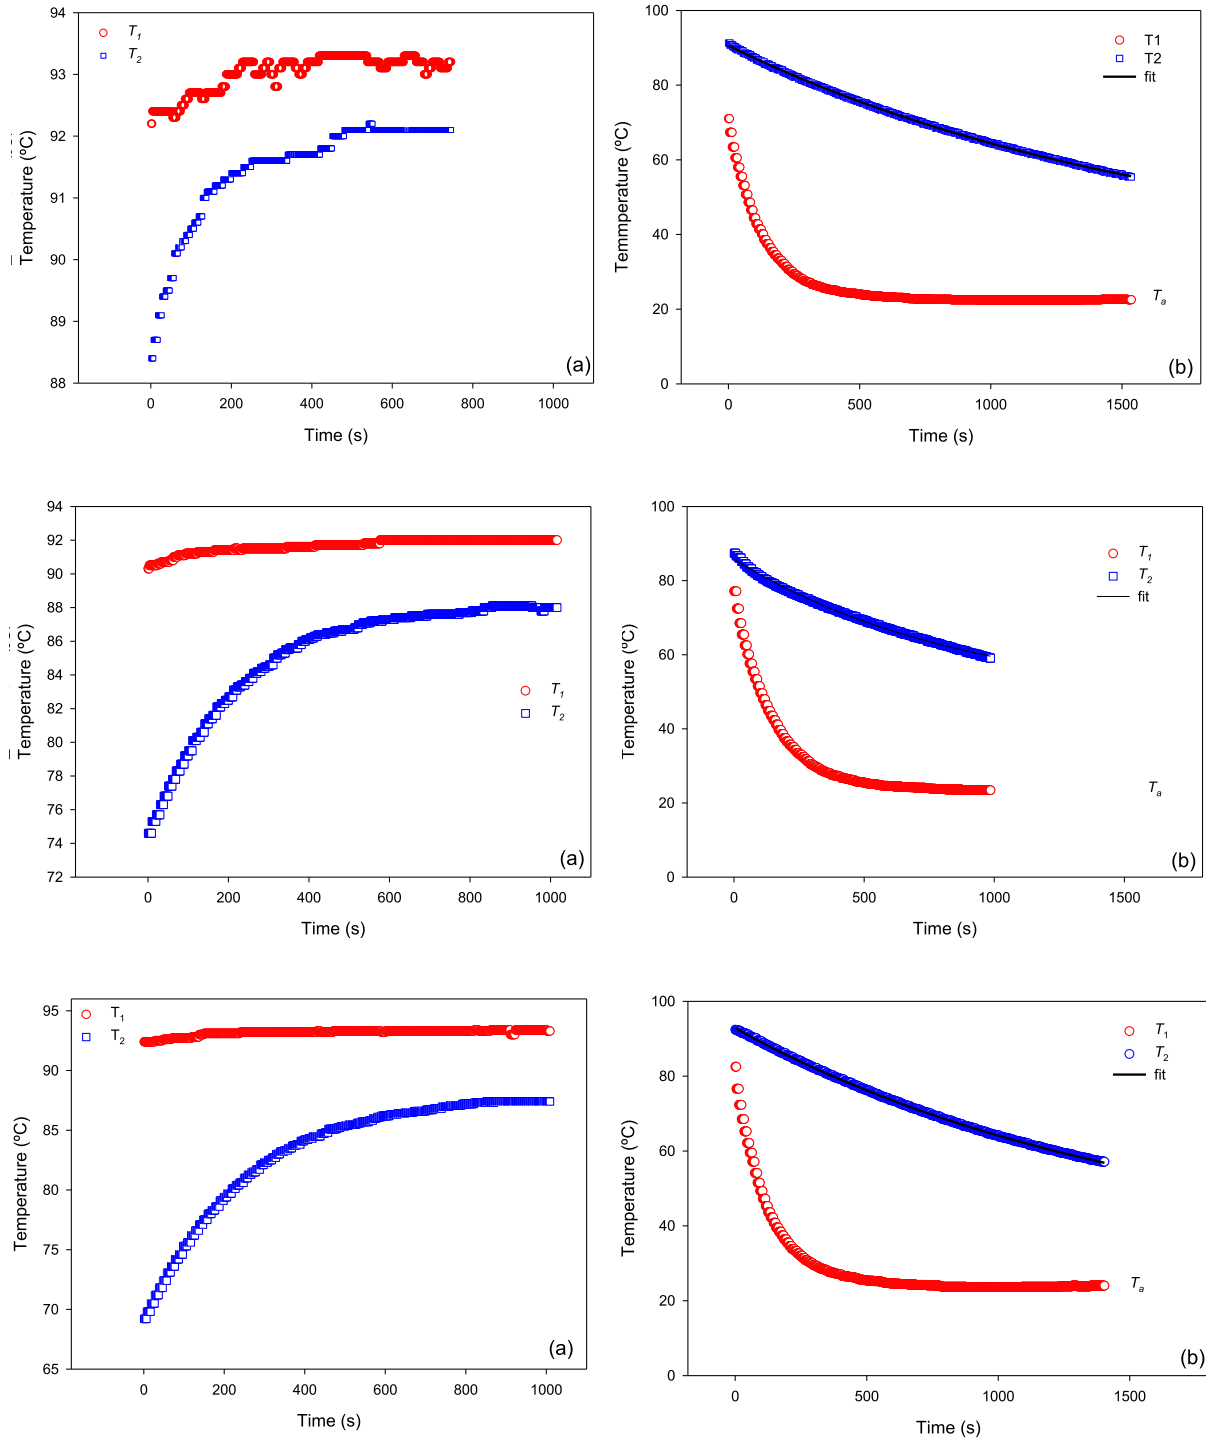 94
93
92
91
90
89
88
Temperature (ºC)
T1
T2
(a)
0
200
400
600
800
1000
Time (s)
100
80
60
40
20
0
Temmperature (ºC)
T1
T2
fit
Ta
(b)
0
500
1000
1500
Time (s)
94
92
90
88
86
84
82
80
78
76
74
72
Temperature (ºC)
T1
T2
(a)
0
200
400
600
800
1000
Time (s)
100
80
60
40
20
0
Temperature (ºC)
T1
T2
fit
Ta
(b)
0
500
1000
1500
Time (s)
95
90
85
80
75
70
65
Temperature (ºC)
T1
T2
(a)
0
200
400
600
800
1000
Time (s)
100
80
60
40
20
0
Temperature (ºC)
T1
T2
fit
Ta
(b)
0
500
1000
1500
Time (s)